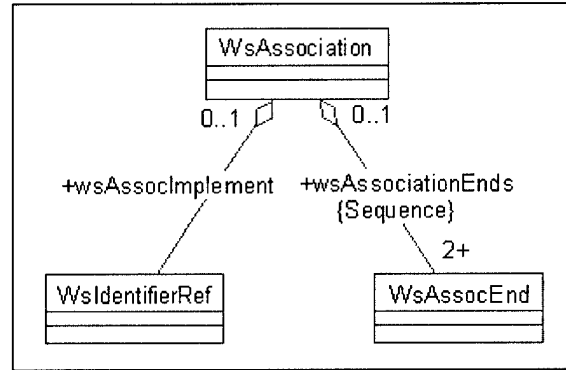 WsAssociation
0..1
0..1
+wsAssocImplement
+wsAssociationEnds
{Sequence}
2+
WsIdentifierRef
WsAssocEnd